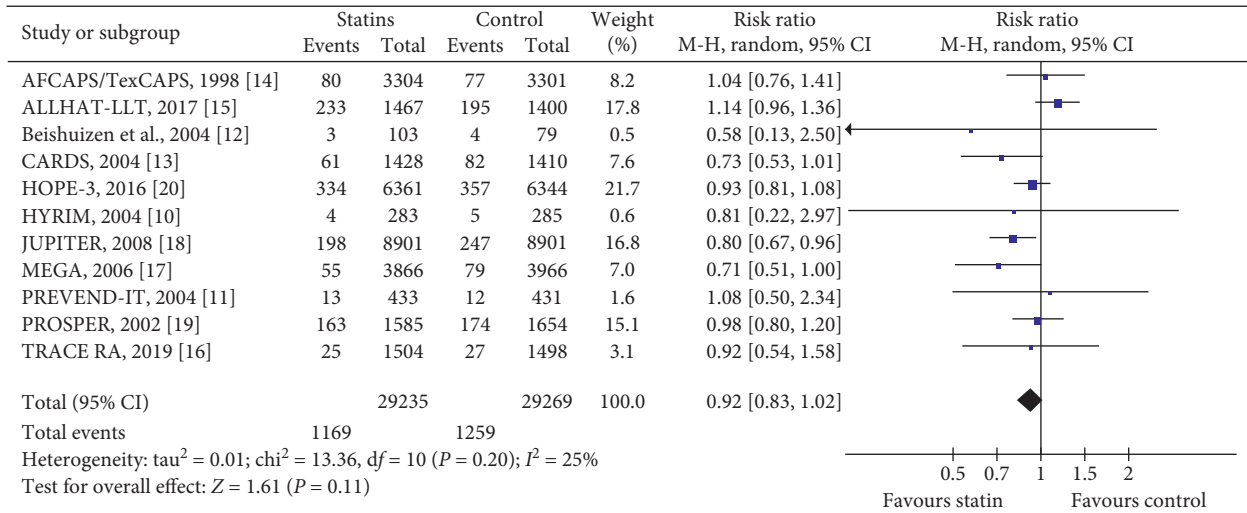 Study or subgroup Statins Control Weight Risk ratio Risk ratio
Events Total Events Total (%) M-H, random, 95% CI M-H, random, 95% CI
AFCAPS/TexCAPS, 1998 [14] 80 3304 77 3301 8.2 1.04 [0.76, 1.41]
ALLHAT-LLT, 2017 [15] 233 1467 195 1400 17.8 1.14 [0.96, 1.36]
Beishuizen et al., 2004 [12] 3 103 4 79 0.5 0.58 [0.13, 2.50]
CARDS, 2004 [13] 61 1428 82 1410 7.6 0.73 [0.53, 1.01]
HOPE-3, 2016 [20] 334 6361 357 6344 21.7 0.93 [0.81, 1.08]
HYRIM, 2004 [10] 4 283 5 285 0.6 0.81 [0.22, 2.97]
JUPITER, 2008 [18] 198 8901 247 8901 16.8 0.80 [0.67, 0.96]
MEGA, 2006 [17] 55 3866 79 3966 7.0 0.71 [0.51, 1.00]
PREVEND-IT, 2004 [11] 13 433 12 431 1.6 1.08 [0.50, 2.34]
PROSPER, 2002 [19] 163 1585 174 1654 15.1 0.98 [0.80, 1.20]
TRACE RA, 2019 [16] 25 1504 27 1498 3.1 0.92 [0.54, 1.58]
Total (95% CI) 29235 29269 100.0 0.92 [0.83, 1.02]
Total events 1169 1259
Heterogeneity: tau² = 0.01; chi² = 13.36, df = 10 (P = 0.20); I² = 25%
Test for overall effect: Z = 1.61 (P = 0.11)
0.5 0.7 1 1.5 2
Favours statin Favours control